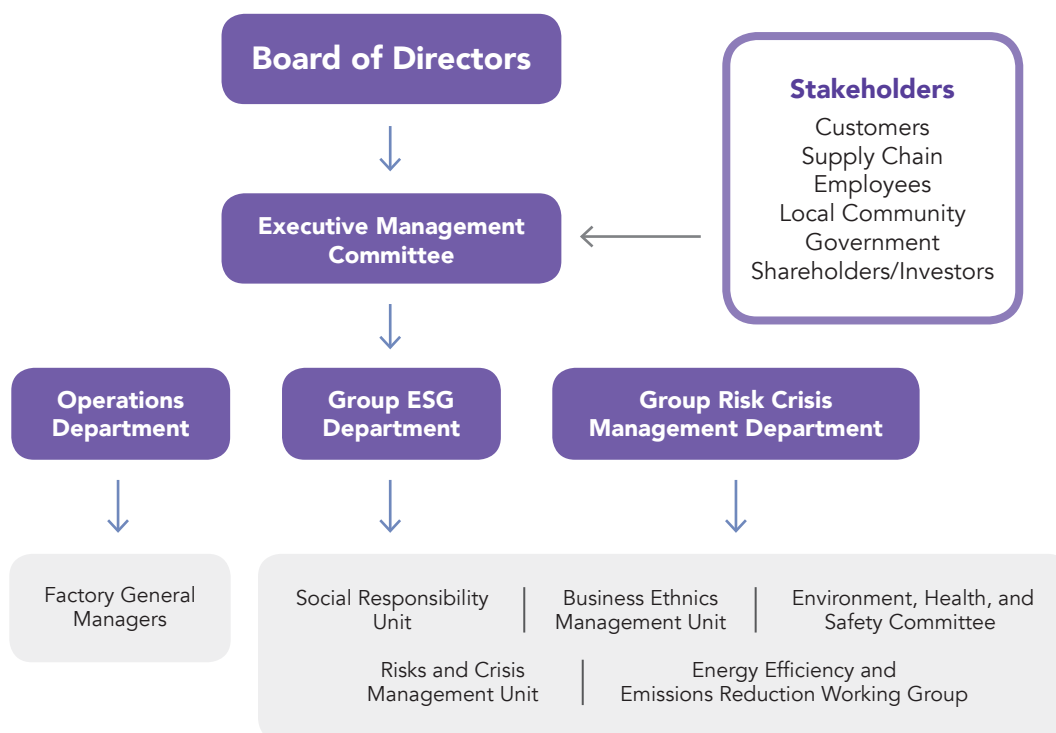 Board of Directors
Stakeholders
Customers
Supply Chain
Employees
Local Community
Government
Shareholders/Investors
Executive Management
Committee
Operations
Department
Group ESG
Department
Group Risk Crisis
Management Department
Factory General
Managers
Social Responsibility
Unit
Business Ethnics
Management Unit
Environment, Health, and
Safety Committee
Risks and Crisis
Management Unit
Energy Efficiency and
Emissions Reduction Working Group